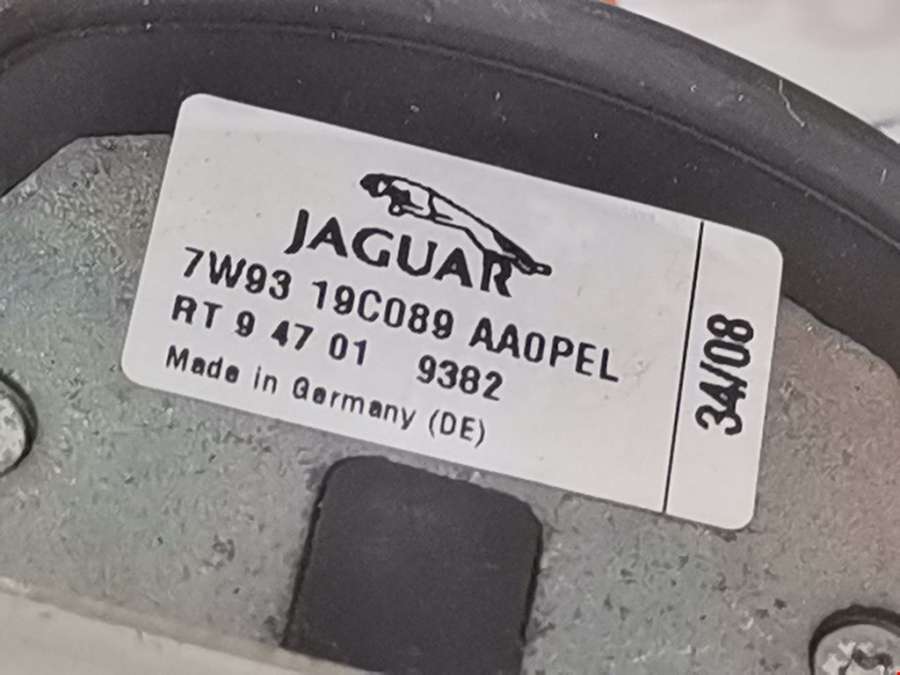 JAGUAR
7W93 19C089 AA0PEL
RT 9 47 01 9382
Made in Germany (DE)
34/08